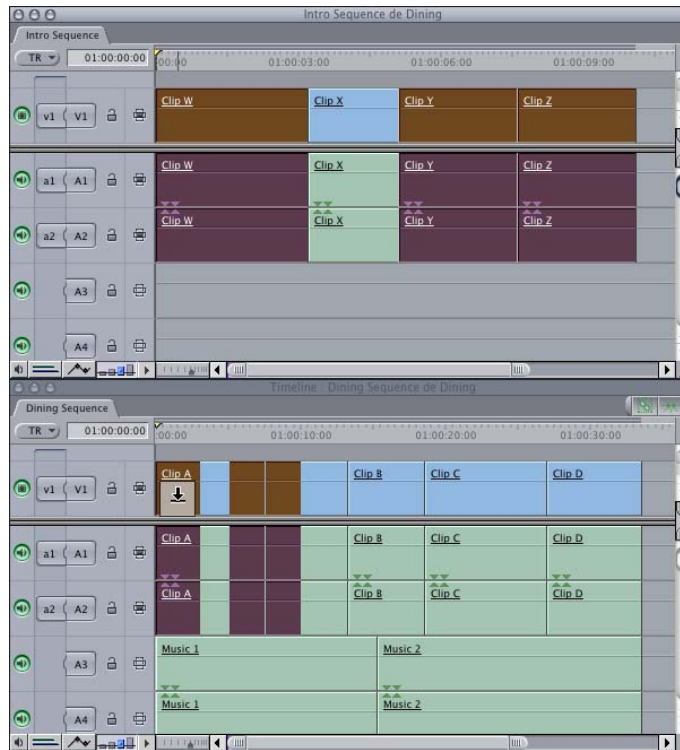 Intro Sequence de Dining
Intro Sequence
TR 01:00:00:00 00:00 01:00:03:00 01:00:06:00 01:00:09:00
v1 V1 Clip W Clip X Clip Y Clip Z
a1 A1 Clip W Clip X Clip Y Clip Z
a2 A2 Clip W Clip X Clip Y Clip Z
A3
A4
Timeline : Dining Sequence de Dining
Dining Sequence
TR 01:00:00:00 :00:00 01:00:10:00 01:00:20:00 01:00:30:00
v1 V1 Clip A Clip B Clip C Clip D
a1 A1 Clip A Clip B Clip C Clip D
a2 A2 Clip A Clip B Clip C Clip D
A3 Music 1 Music 2
A4 Music 1 Music 2